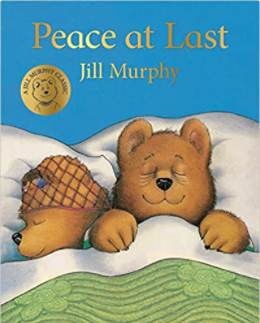 Peace at Last
Jill Murphy
A JILL MURPHY CLASSIC